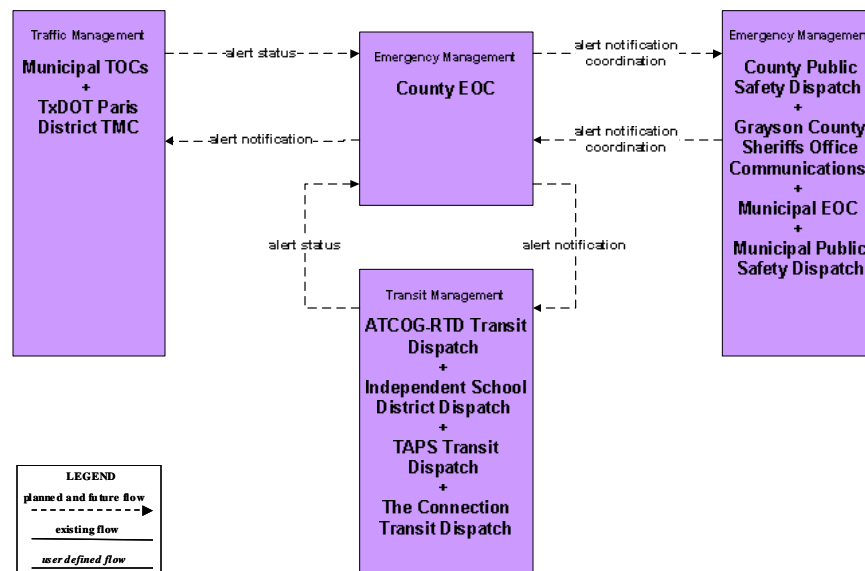 Traffic Management
Municipal TOCs
+
TxDOT Paris
District TMC
alert status
alert notification
Emergency Management
County EOC
alert notification
coordination
alert notification
coordination
Emergency Management
County Public
Safety Dispatch
+
Grayson County
Sheriffs Office
Communications
+
Municipal EOC
+
Municipal Public
Safety Dispatch
alert status
alert notification
Transit Management
ATCOG-RTD Transit
Dispatch
+
Independent School
District Dispatch
+
TAPS Transit
Dispatch
+
The Connection
Transit Dispatch
LEGEND
planned and future flow
existing flow
user defined flow